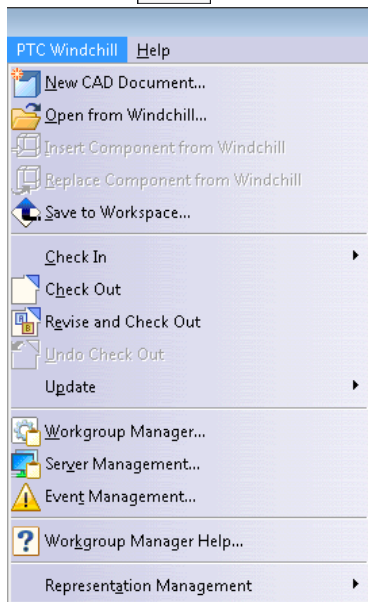 PTC Windchill Help
New CAD Document...
Open from Windchill...
Insert Component from Windchill
Replace Component from Windchill
Save to Workspace...
Check In
Check Out
Revise and Check Out
Undo Check Out
Update
Workgroup Manager...
Server Management...
Event Management...
Workgroup Manager Help...
Representation Management